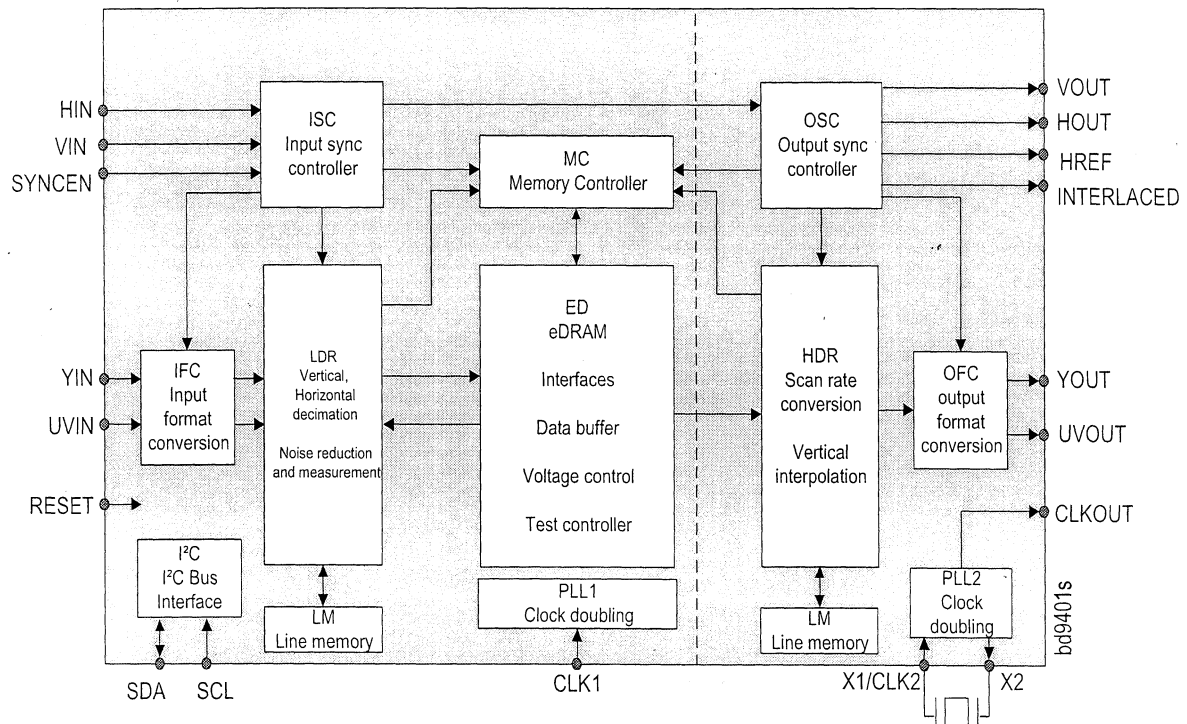 HIN
VIN
SYNCEN
ISC
Input sync
controller
MC
Memory Controller
OSC
Output sync
controller
VOUT
HOUT
HREF
INTERLACED
YIN
UVIN
RESET
IFC
Input
format
conversion
LDR
Vertical,
Horizontal
decimation
Noise reduction
and measurement
ED
eDRAM
Interfaces
Data buffer
Voltage control
Test controller
HDR
Scan rate
conversion
Vertical
interpolation
OFC
output
format
conversion
YOUT
UVOUT
CLKOUT
I²C
I²C Bus
Interface
LM
Line memory
PLL1
Clock doubling
LM
Line memory
PLL2
Clock
doubling
bd9401s
SDA
SCL
CLK1
X1/CLK2
X2